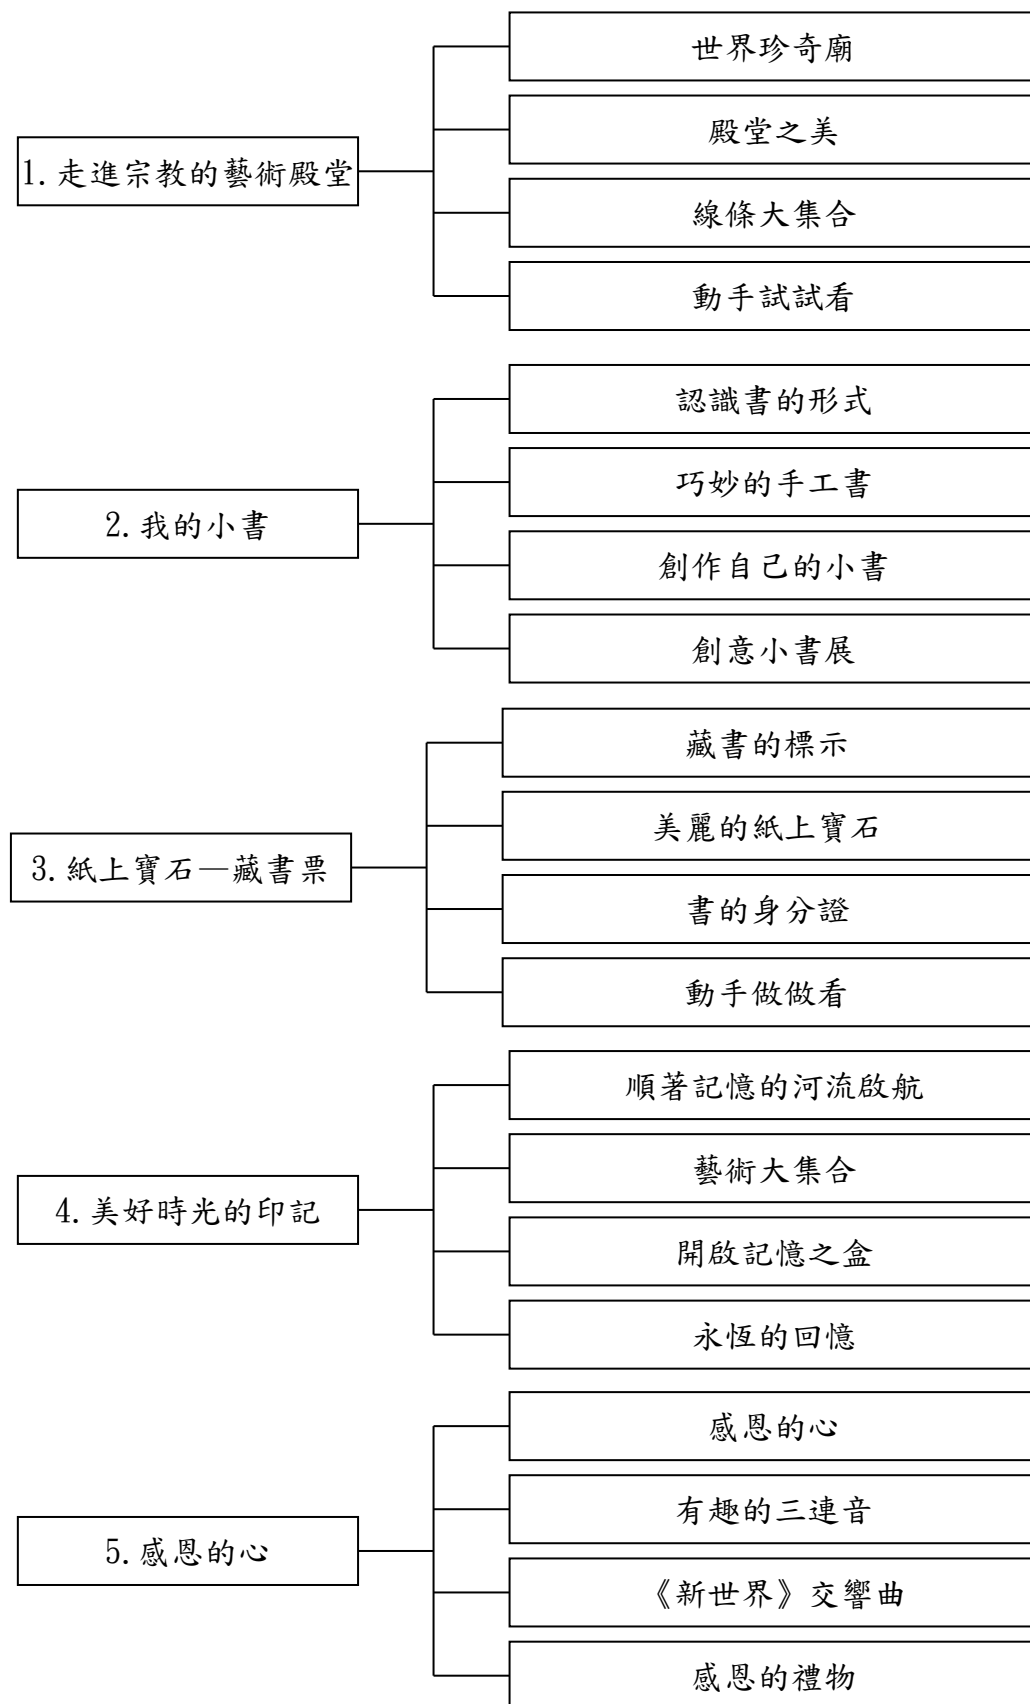 1.走進宗教的藝術殿堂
世界珍奇廟
殿堂之美
線條大集合
動手試試看
2.我的小書
認識書的形式
巧妙的手工書
創作自己的小書
創意小書展
3.紙上寶石—藏書票
藏書的標示
美麗的紙上寶石
書的身分證
動手做做看
4.美好時光的印記
順著記憶的河流啟航
藝術大集合
開啟記憶之盒
永恆的回憶
5.感恩的心
感恩的心
有趣的三連音
《新世界》交響曲
感恩的禮物